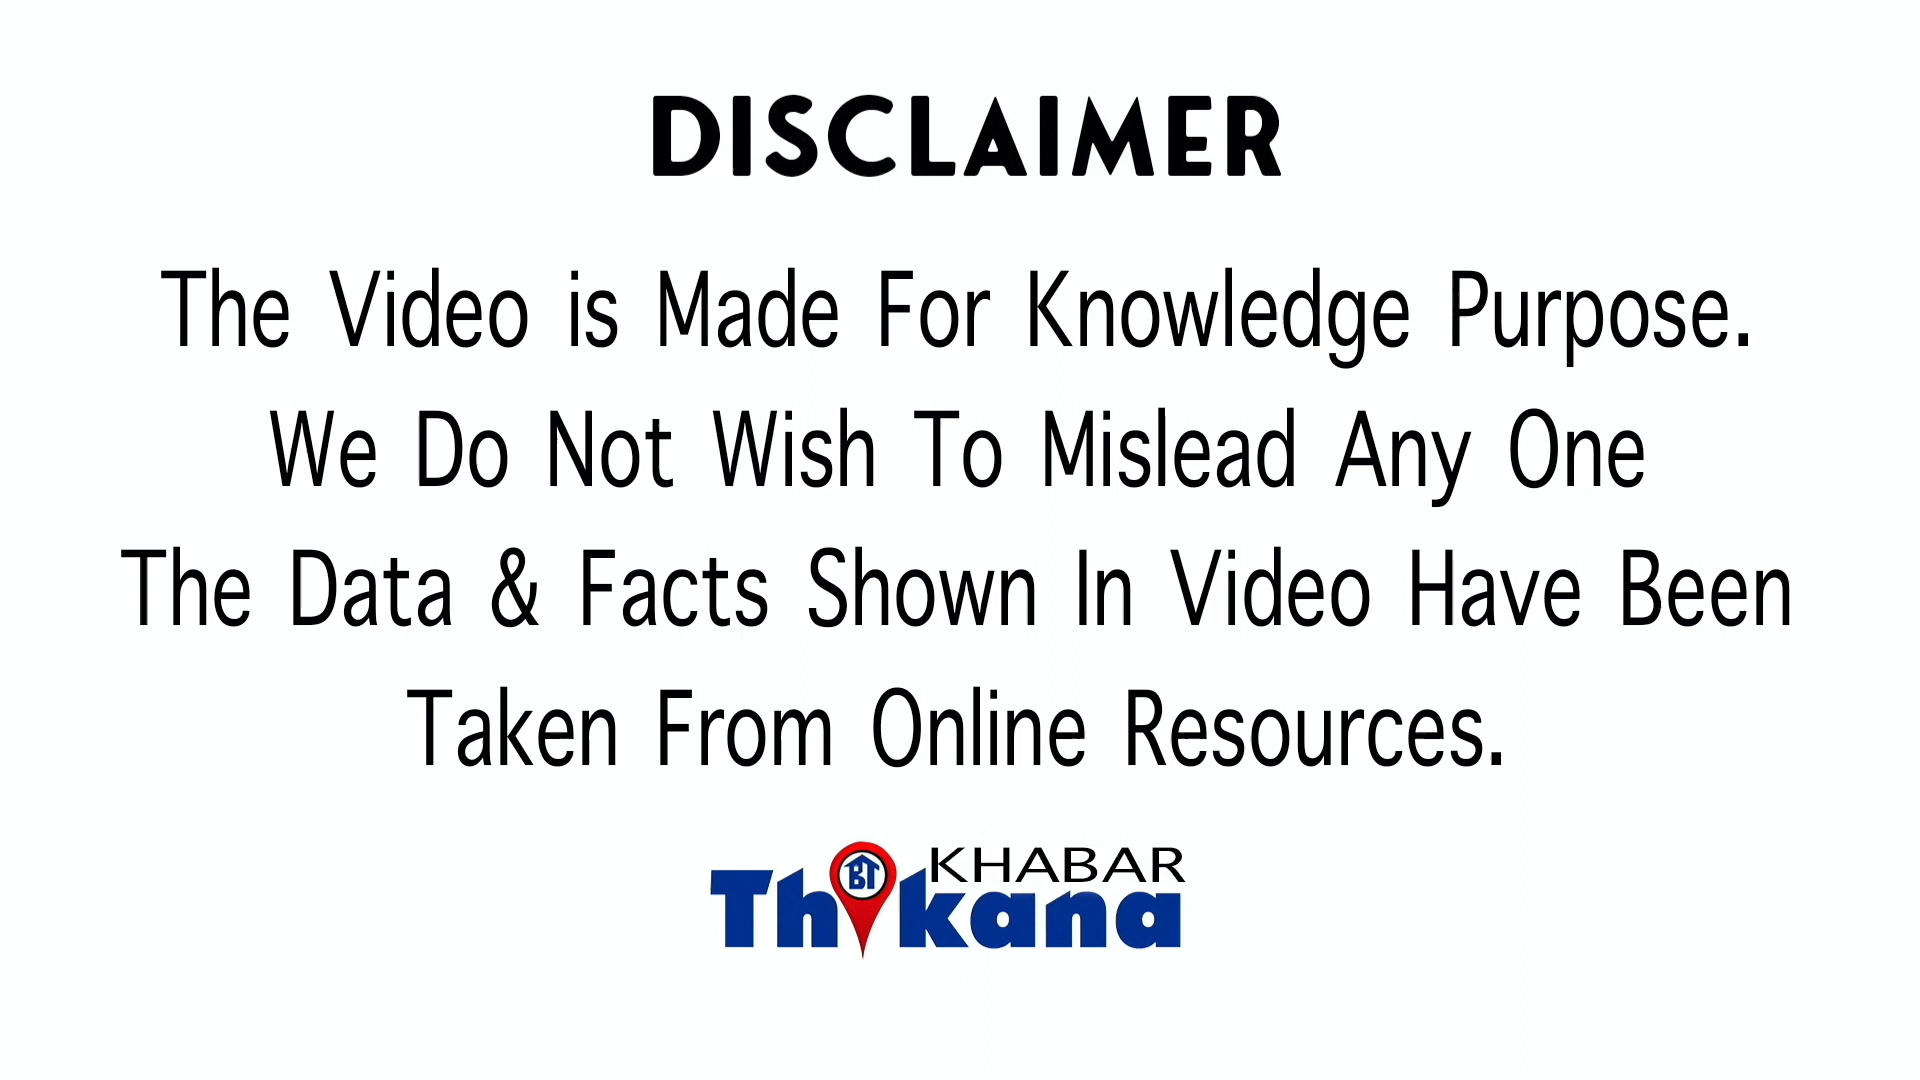 DISCLAIMER
The Video is Made For Knowledge Purpose.
We Do Not Wish To Mislead Any One
The Data & Facts Shown In Video Have Been
Taken From Online Resources.
KHABAR
BT
Thikana